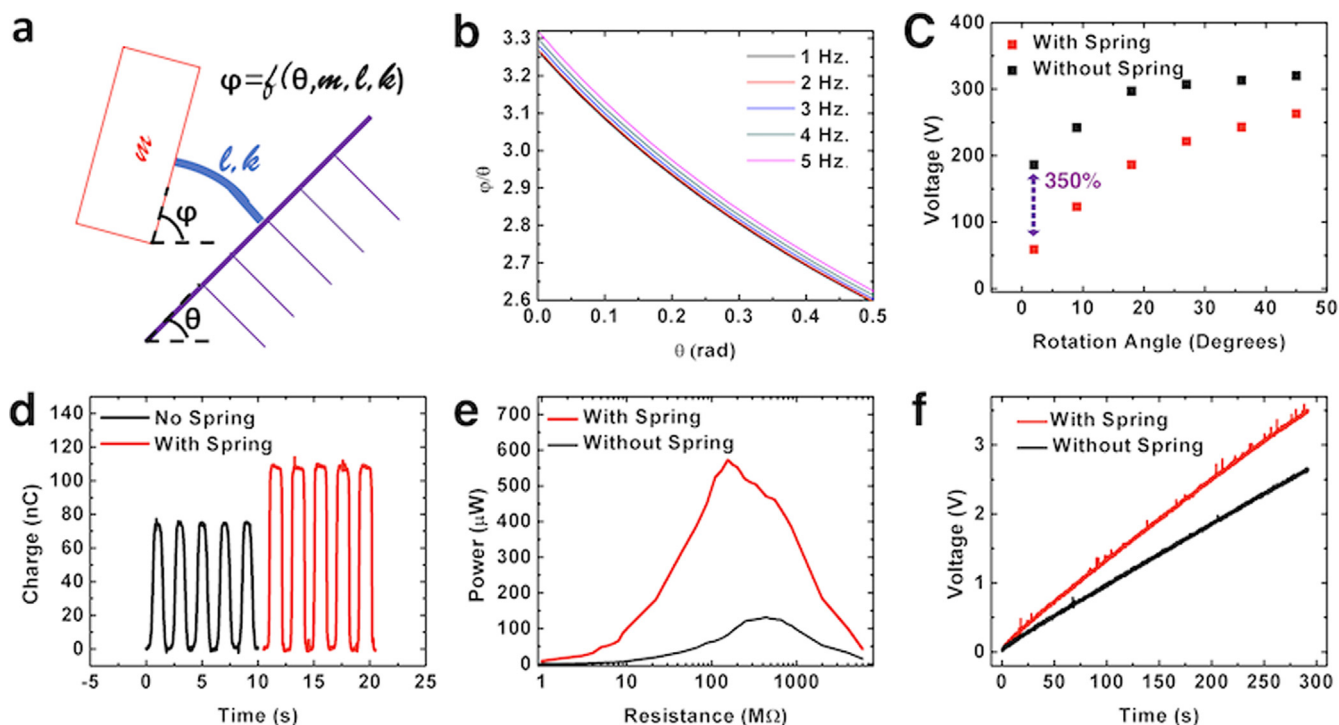 a
φ=f(θ,m,l,k)
m
l,k
φ
θ
b
3.3
3.2
3.1
3.0
2.9
2.8
2.7
2.6
φ/θ
1 Hz.
2 Hz.
3 Hz.
4 Hz.
5 Hz.
0.0 0.1 0.2 0.3 0.4 0.5
θ (rad)
C
400
300
200
100
0
Voltage (V)
With Spring
Without Spring
350%
0 10 20 30 40 50
Rotation Angle (Degrees)
d
140
120
100
80
60
40
20
0
Charge (nC)
No Spring
With Spring
-5 0 5 10 15 20 25
Time (s)
e
700
600
500
400
300
200
100
0
Power (μW)
With Spring
Without Spring
1 10 100 1000
Resistance (MΩ)
f
3
2
1
0
Voltage (V)
With Spring
Without Spring
0 50 100 150 200 250 300
Time (s)